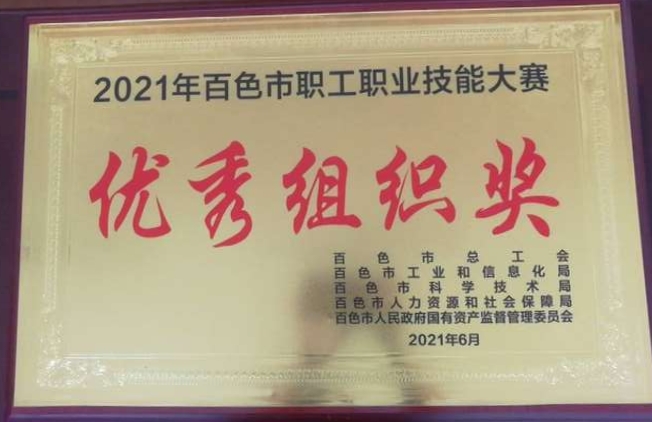 2021年百色市职工职业技能大赛
优秀组织奖
百色市总工会
百色市工业和信息化局
百色市科学技术局
百色市人力资源和社会保障局
百色市人民政府国有资产监督管理委员会
2021年6月